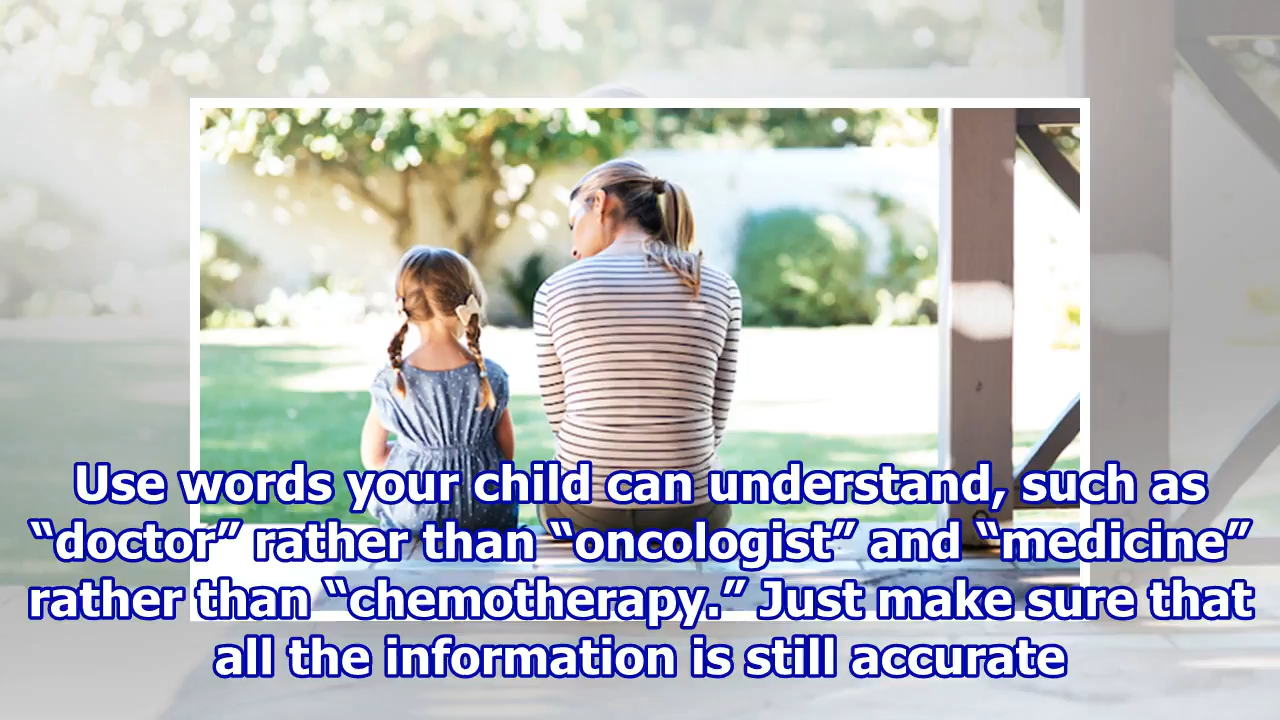 Use words your child can understand, such as
“doctor” rather than “oncologist” and “medicine”
rather than “chemotherapy.” Just make sure that
all the information is still accurate